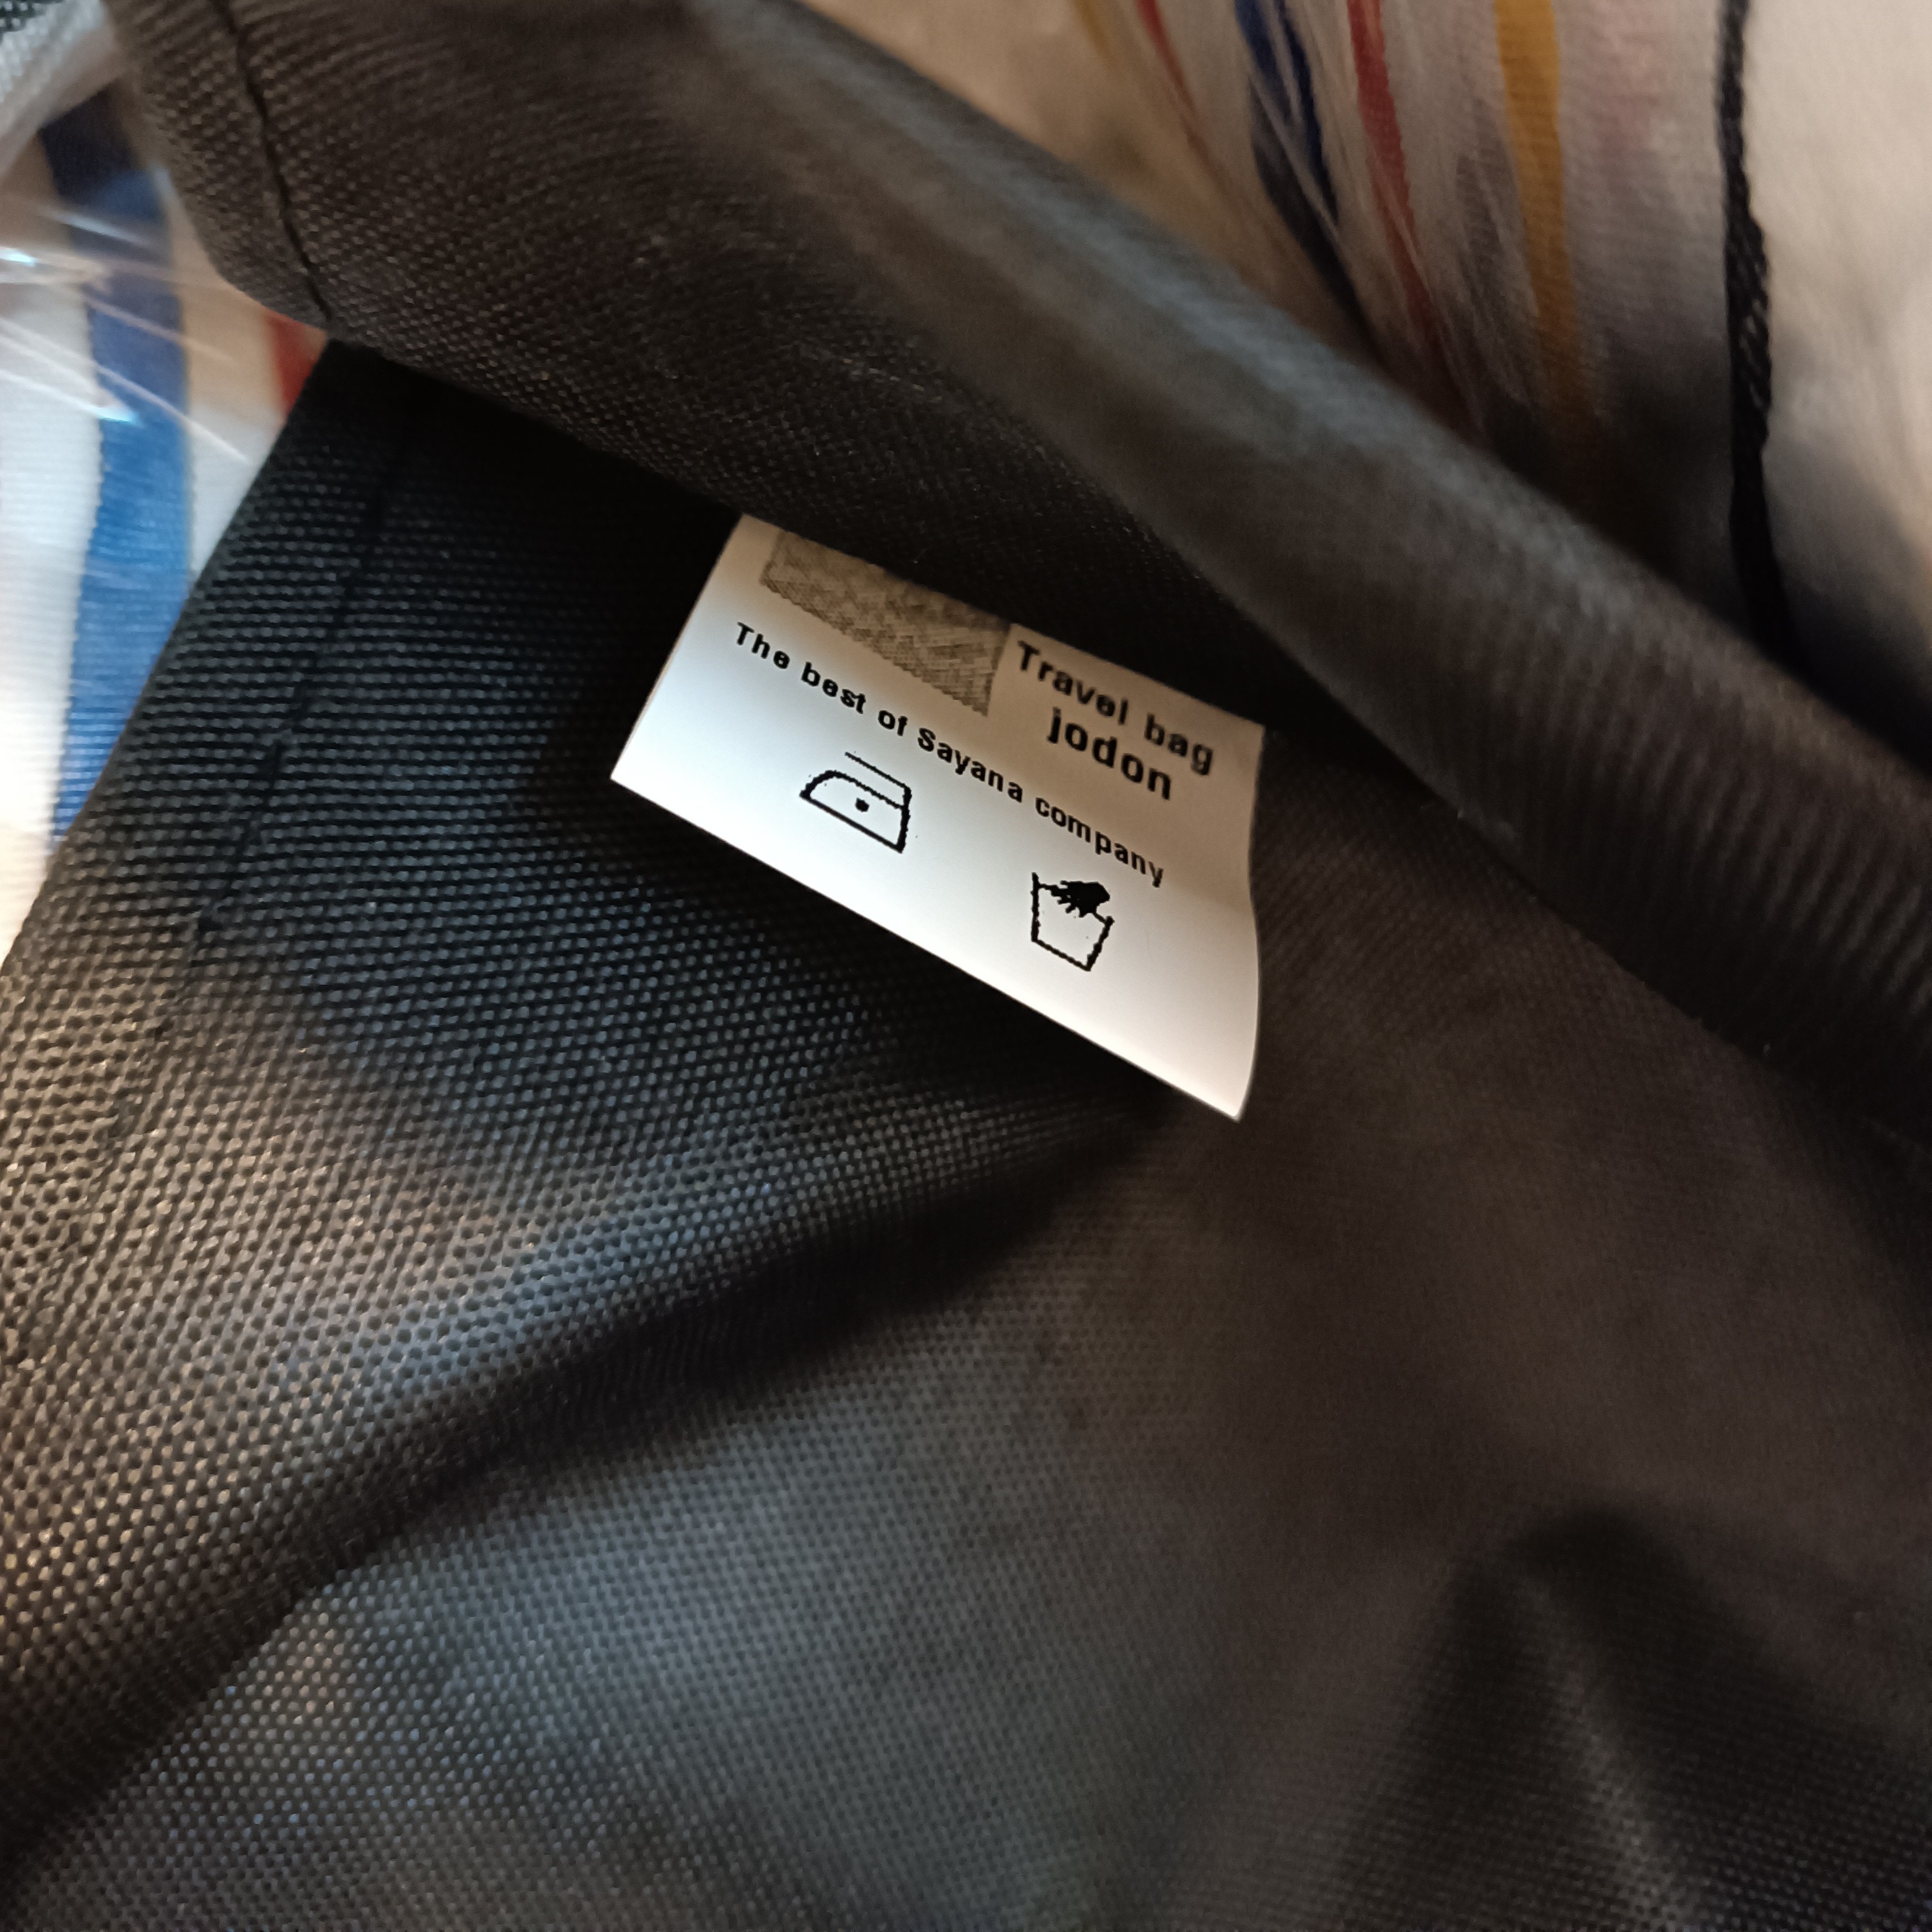 Travel bag
jodon
The best of Sayana company